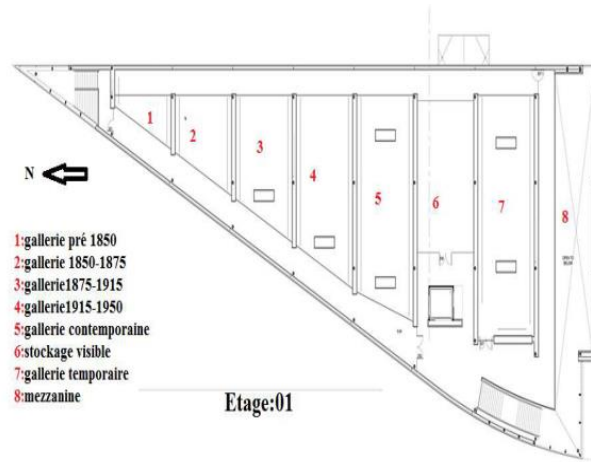 1
2
3
4
5
6
7
8
N
1:gallerie pré 1850
2:gallerie 1850-1875
3:gallerie1875-1915
4:gallerie1915-1950
5:gallerie contemporaine
6:stockage visible
7:gallerie temporaire
8:mezzanine
Etage:01